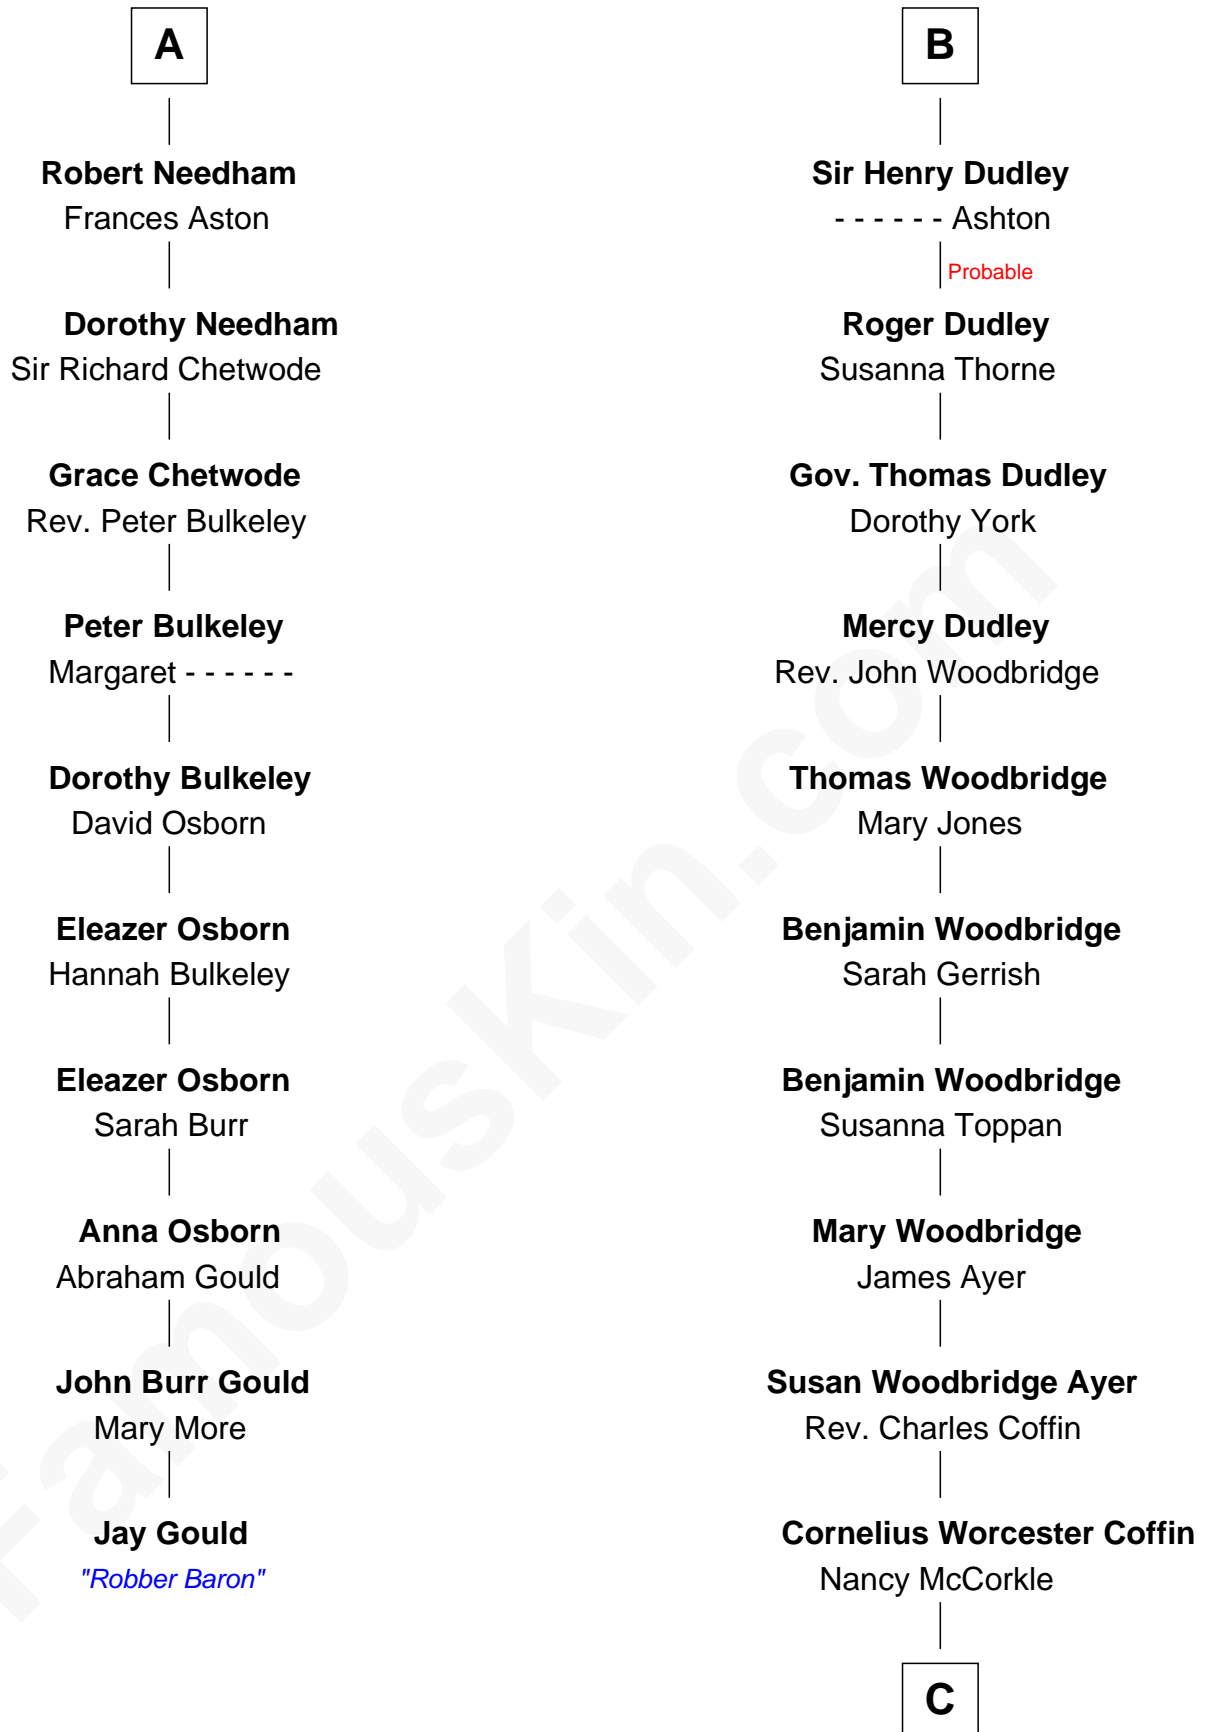 A
Robert Needham
Frances Aston
Dorothy Needham
Sir Richard Chetwode
Grace Chetwode
Rev. Peter Bulkeley
Peter Bulkeley
Margaret - - - - - -
Dorothy Bulkeley
David Osborn
Eleazer Osborn
Hannah Bulkeley
Eleazer Osborn
Sarah Burr
Anna Osborn
Abraham Gould
John Burr Gould
Mary More
Jay Gould
"Robber Baron"
B
Sir Henry Dudley
- - - - - - Ashton
Probable
Roger Dudley
Susanna Thorne
Gov. Thomas Dudley
Dorothy York
Mercy Dudley
Rev. John Woodbridge
Thomas Woodbridge
Mary Jones
Benjamin Woodbridge
Sarah Gerrish
Benjamin Woodbridge
Susanna Toppan
Mary Woodbridge
James Ayer
Susan Woodbridge Ayer
Rev. Charles Coffin
Cornelius Worcester Coffin
Nancy McCorkle
C
FamousKin.com